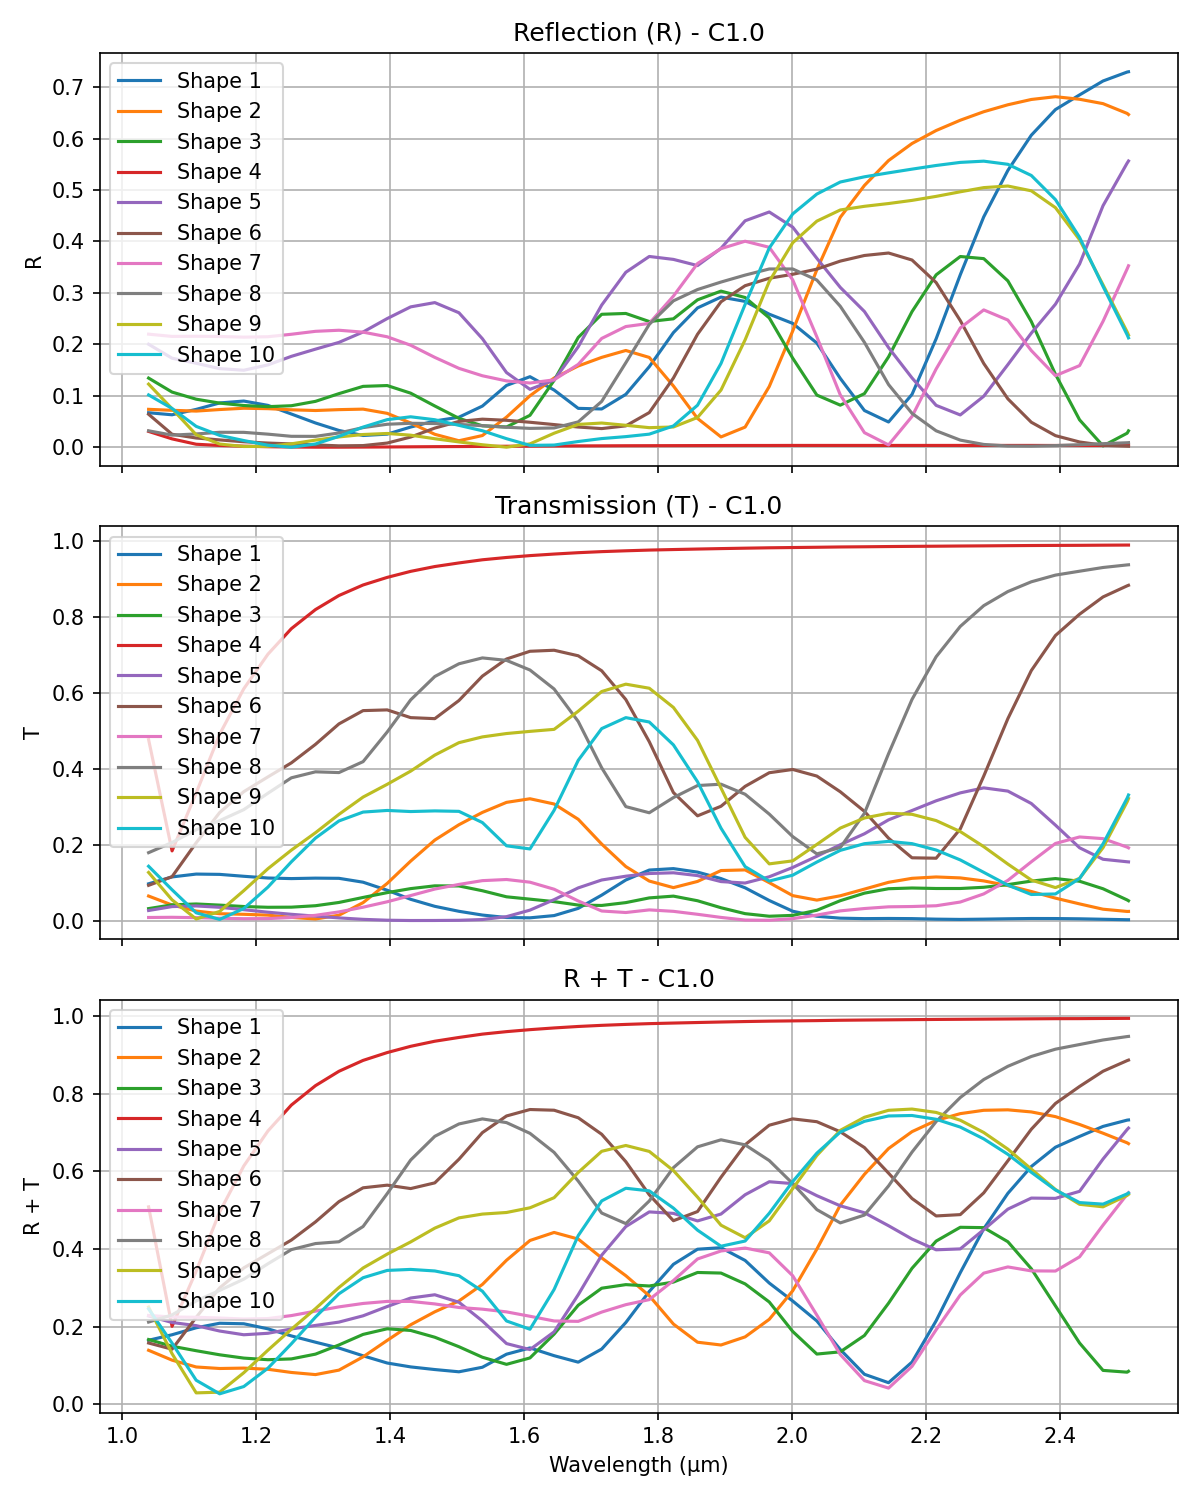 Reflection (R) - C1.0
R
0.7
0.6
0.5
0.4
0.3
0.2
0.1
0.0
Shape 1
Shape 2
Shape 3
Shape 4
Shape 5
Shape 6
Shape 7
Shape 8
Shape 9
Shape 10
Transmission (T) - C1.0
T
1.0
0.8
0.6
0.4
0.2
0.0
Shape 1
Shape 2
Shape 3
Shape 4
Shape 5
Shape 6
Shape 7
Shape 8
Shape 9
Shape 10
R + T - C1.0
R + T
1.0
0.8
0.6
0.4
0.2
0.0
Shape 1
Shape 2
Shape 3
Shape 4
Shape 5
Shape 6
Shape 7
Shape 8
Shape 9
Shape 10
1.0 1.2 1.4 1.6 1.8 2.0 2.2 2.4
Wavelength (μm)